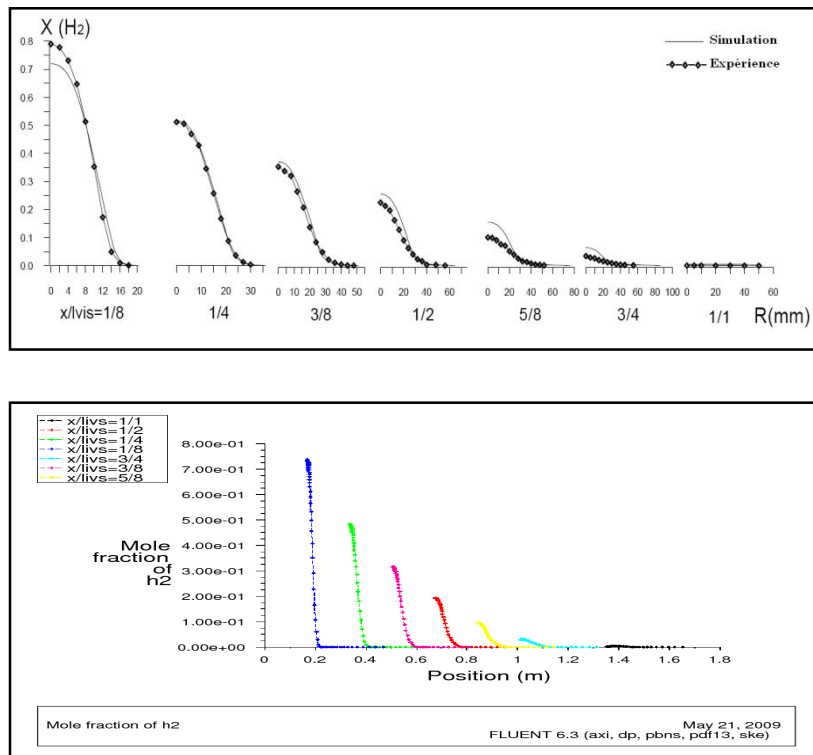 X (H2)
Simulation
Expérience
0.8
0.7
0.6
0.5
0.4
0.3
0.2
0.1
0.0
0 4 8 12 16 20
0 10 20 30
0 10 20 30 40 50
0 20 40 60
0 20 40 60 80
0 20 40 60 80 100
0 20 40 60
x/lvis=1/8 1/4 3/8 1/2 5/8 3/4 1/1 R(mm)
x/livs=1/1
x/livs=1/2
x/livs=1/4
x/livs=1/8
x/livs=3/4
x/livs=3/8
x/livs=5/8
8.00e-01
7.00e-01
6.00e-01
5.00e-01
4.00e-01
3.00e-01
2.00e-01
1.00e-01
0.00e+00
Mole
fraction
of
h2
0 0.2 0.4 0.6 0.8 1 1.2 1.4 1.6 1.8
Position (m)
Mole fraction of h2
May 21, 2009
FLUENT 6.3 (axi, dp, pbns, pdf13, ske)